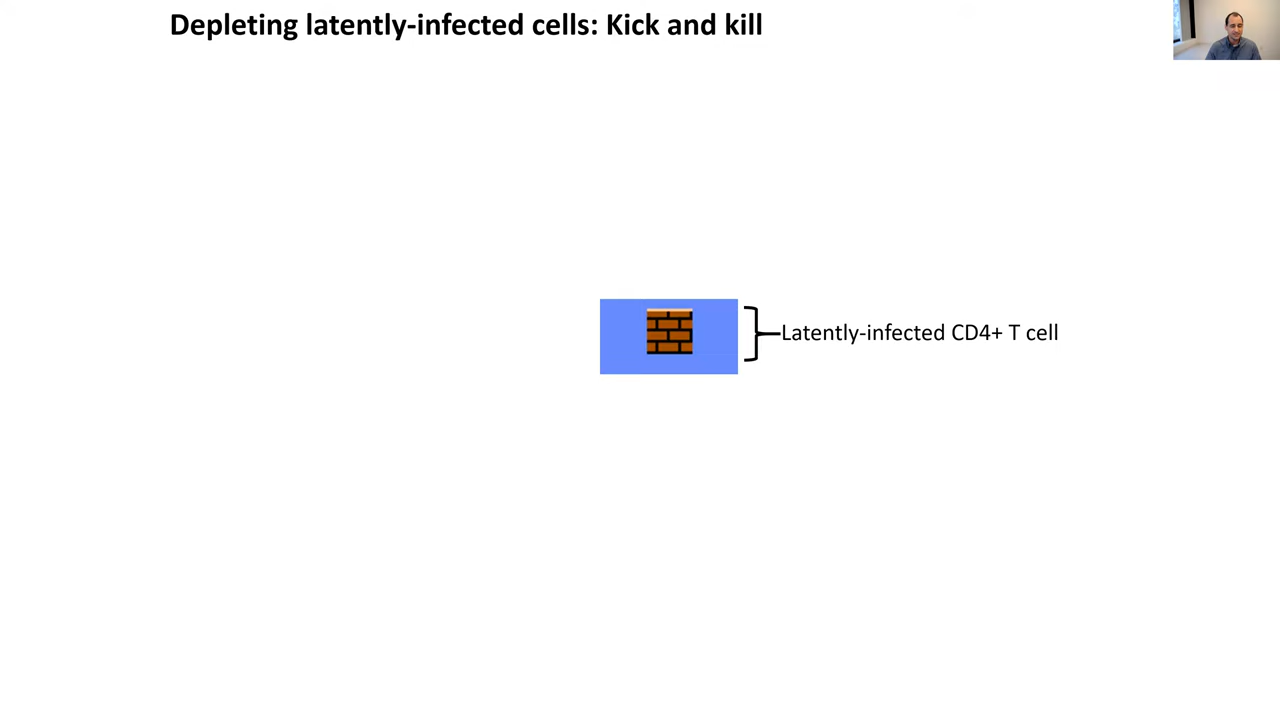 Depleting latently-infected cells: Kick and kill
Latently-infected CD4+ T cell